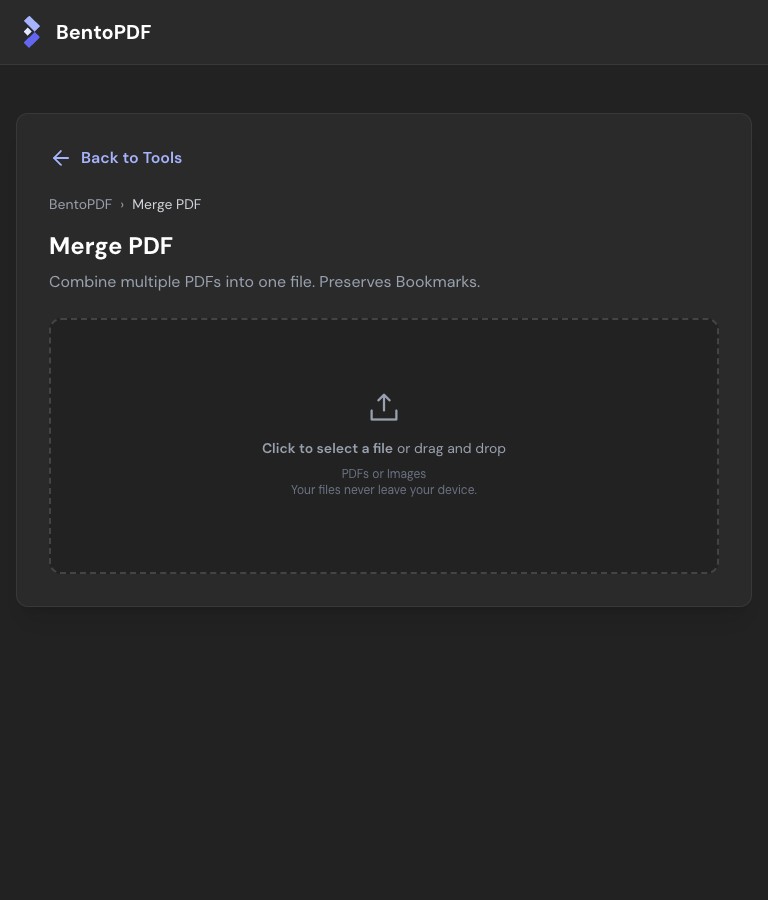 BentoPDF
Back to Tools
BentoPDF › Merge PDF
Merge PDF
Combine multiple PDFs into one file. Preserves Bookmarks.
Click to select a file or drag and drop
PDFs or Images
Your files never leave your device.